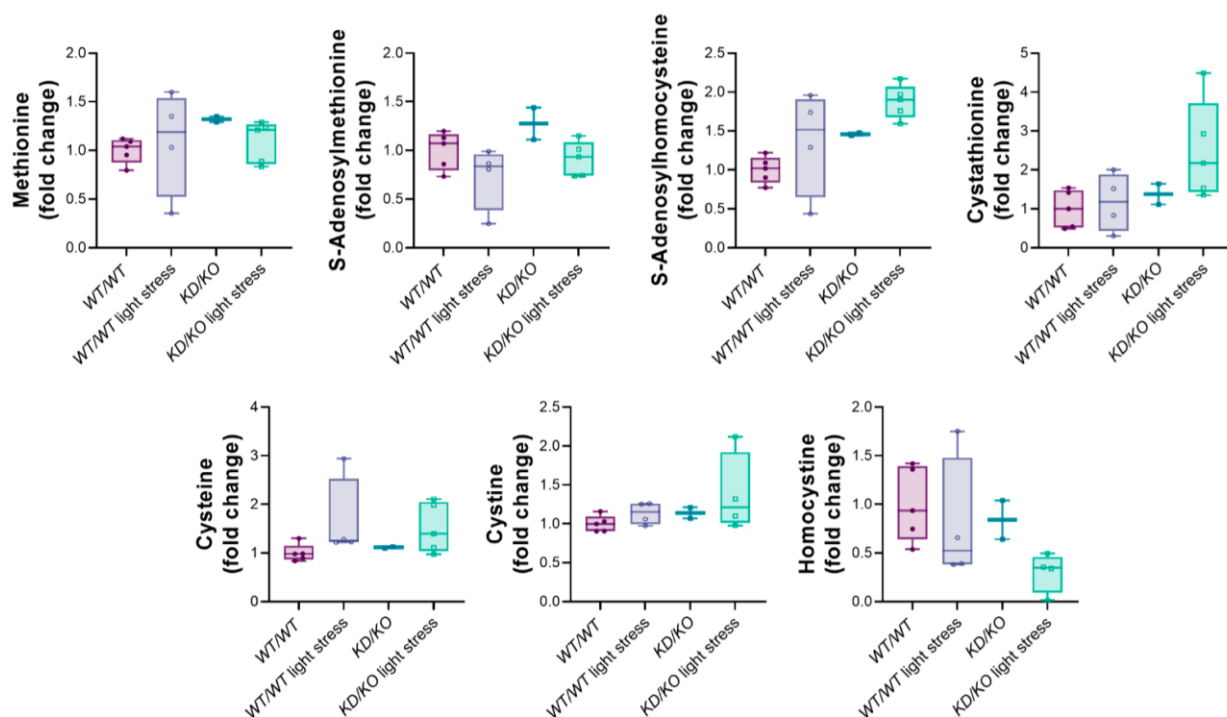 Methionine
(fold change)
2.0
1.5
1.0
0.5
0.0
WT/WT
WT/WT light stress
KD/KO
KD/KO light stress
S-Adenosylmethionine
(fold change)
2.0
1.5
1.0
0.5
0.0
WT/WT
WT/WT light stress
KD/KO
KD/KO light stress
S-Adenosylhomocysteine
(fold change)
2.5
2.0
1.5
1.0
0.5
0.0
WT/WT
WT/WT light stress
KD/KO
KD/KO light stress
Cystathionine
(fold change)
5
4
3
2
1
0
WT/WT
WT/WT light stress
KD/KO
KD/KO light stress
Cysteine
(fold change)
4
3
2
1
0
WT/WT
WT/WT light stress
KD/KO
KD/KO light stress
Cystine
(fold change)
2.5
2.0
1.5
1.0
0.5
0.0
WT/WT
WT/WT light stress
KD/KO
KD/KO light stress
Homocystine
(fold change)
2.0
1.5
1.0
0.5
0.0
WT/WT
WT/WT light stress
KD/KO
KD/KO light stress